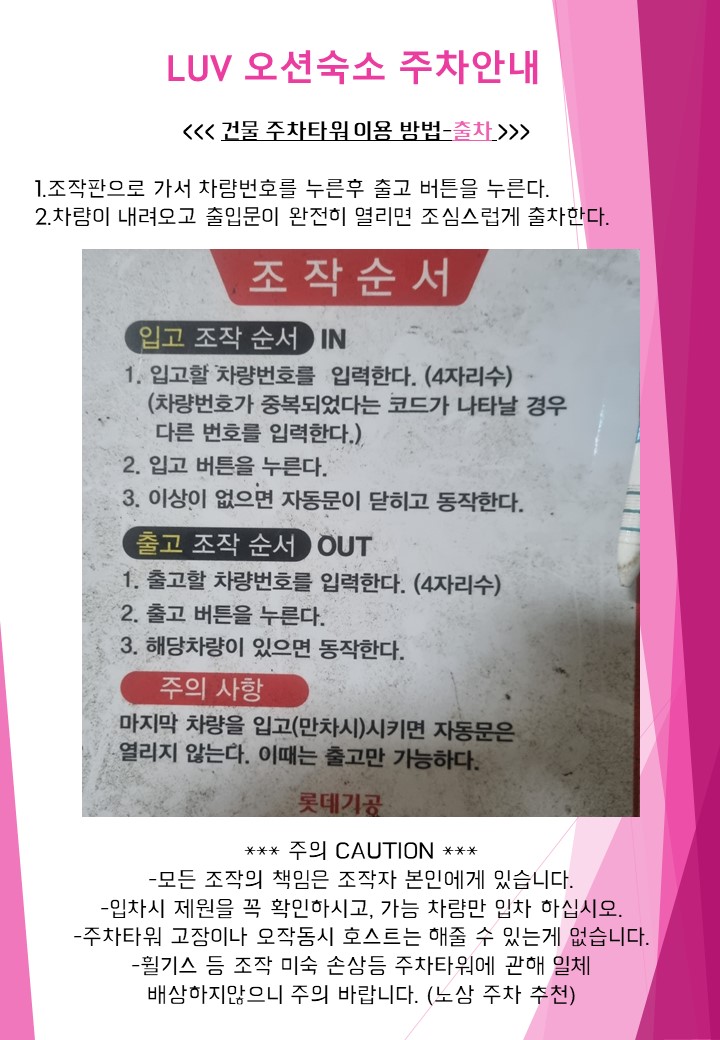 LUV 오션숙소 주차안내
<<< 건물 주차타워 이용 방법-출차 >>>
1.조작판으로 가서 차량번호를 누른후 출고 버튼을 누른다.
2.차량이 내려오고 출입문이 완전히 열리면 조심스럽게 출차한다.
조작순서
입고 조작 순서 IN
1. 입고할 차량번호를 입력한다. (4자리수)
(차량번호가 중복되었다는 코드가 나타날 경우
다른 번호를 입력한다.)
2. 입고 버튼을 누른다.
3. 이상이 없으면 자동문이 닫히고 동작한다.
출고 조작 순서 OUT
1. 출고할 차량번호를 입력한다. (4자리수)
2. 출고 버튼을 누른다.
3. 해당차량이 있으면 동작한다.
주의 사항
마지막 차량을 입고(만차시)시키면 자동문은
열리지 않는다. 이때는 출고만 가능하다.
롯데기공
*** 주의 CAUTION ***
-모든 조작의 책임은 조작자 본인에게 있습니다.
-입차시 제원을 꼭 확인하시고, 가능 차량만 입차 하십시오.
-주차타워 고장이나 오작동시 호스트는 해줄 수 있는게 없습니다.
-휠기스 등 조작 미숙 손상등 주차타워에 관해 일체
배상하지않으니 주의 바랍니다. (노상 주차 추천)